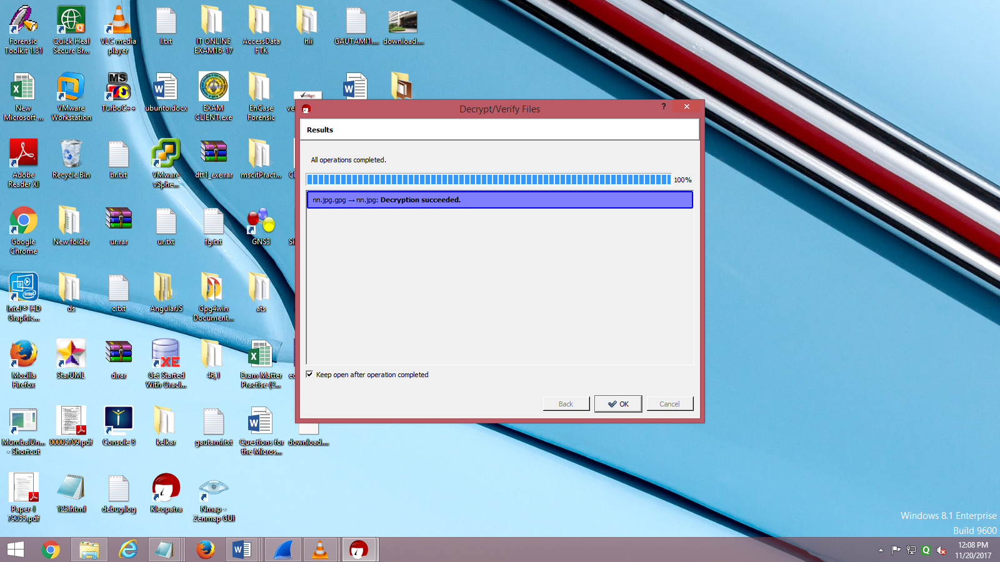 Forensic
Toolkit 1.81
Quick Heal
Secure Br...
VLC media
player
l.txt
IT ONLINE
EXAM16-17
AccessData
FTK
hii
GAUTAMI1....
download....
New
Microsoft ...
VMware
Workstation
MS
TurboC++
ubunto.docx
EXAM
CLIENT.exe
EnCase
Forensic
VeriSign
ve
Adobe
Reader XI
Recycle Bin
br.txt
VMware
vSphe...
dtt1_exe.rar
mscitPract...
Google
Chrome
New folder
ur.rar
ur.txt
fg.txt
GNS3
Intel® HD
Graphic...
ds
c.txt
AngularJS
Gpg4win
Document...
ats
Mozilla
Firefox
StarUML
d.rar
XE
Get Started
With Oracl...
46,1
Exam Matter
Practise (2...
MumbaiUn...
- Shortcut
00005709.pdf
Console 8
kelkar
gautami.txt
Questions for
the Micros...
download....
Paper-I
79055.pdf
123.html
debug.log
Kleopatra
Nmap -
Zenmap GUI
Decrypt/Verify Files
?
Results
All operations completed.
100%
nn.jpg.gpg → nn.jpg: Decryption succeeded.
Keep open after operation completed
Back
OK
Cancel
Windows 8.1 Enterprise
Build 9600
12:08 PM
11/20/2017